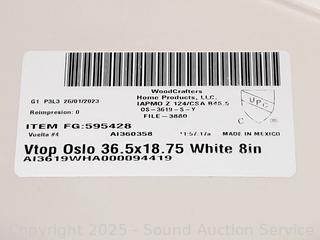 WoodCrafters
Home Products, LLC.
G1 P3L3 26/01/2023
IAPMO Z 124/CSA B45.5
OS-3619-S-Y
Reimpresion: 0
FILE-3880
UPC
C
ITEM FG:595428
Vuelta #4
AI360358
*1:57:17a
MADE IN MEXICO
Vtop Oslo 36.5x18.75 White 8in
AI3619WHA000094419
Copyright Vuela 2025 - Sound Auction Service